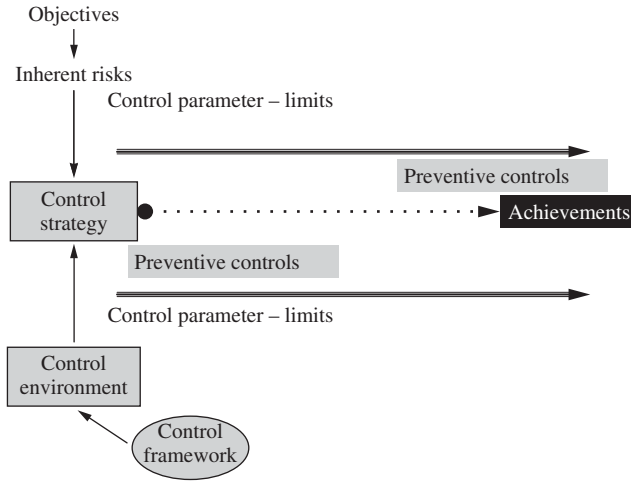 Objectives
Inherent risks
Control parameter – limits
Preventive controls
Control
strategy
Achievements
Preventive controls
Control parameter – limits
Control
environment
Control
framework